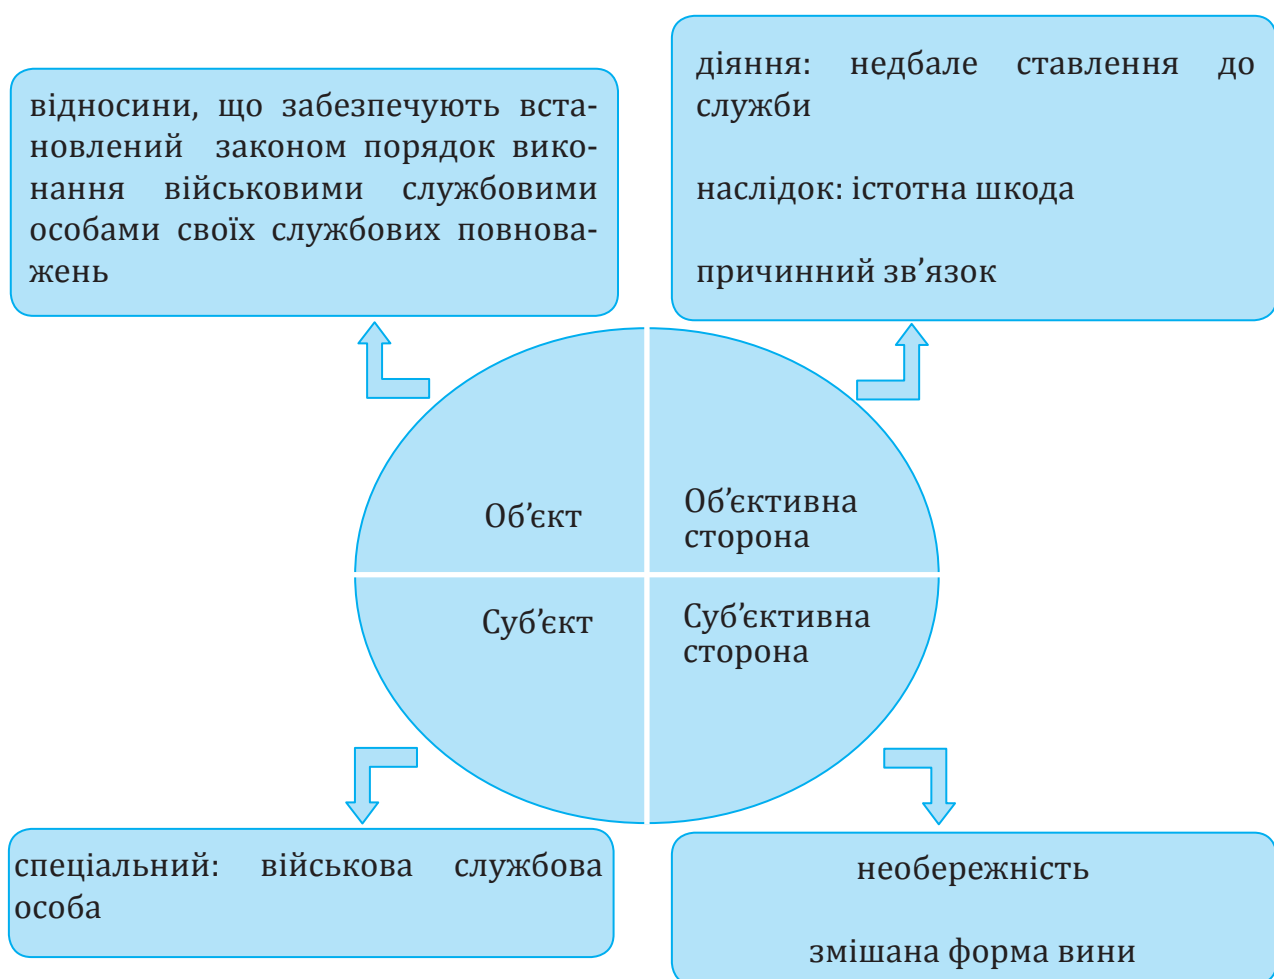 відносини, що забезпечують вста-
новлений законом порядок вико-
нання військовими службовими
особами своїх службових повнова-
жень
діяння: недбале ставлення до
служби
наслідок: істотна шкода
причинний зв’язок
Об’єкт
Об’єктивна
сторона
Суб’єкт
Суб’єктивна
сторона
спеціальний: військова службова
особа
необережність
змішана форма вини